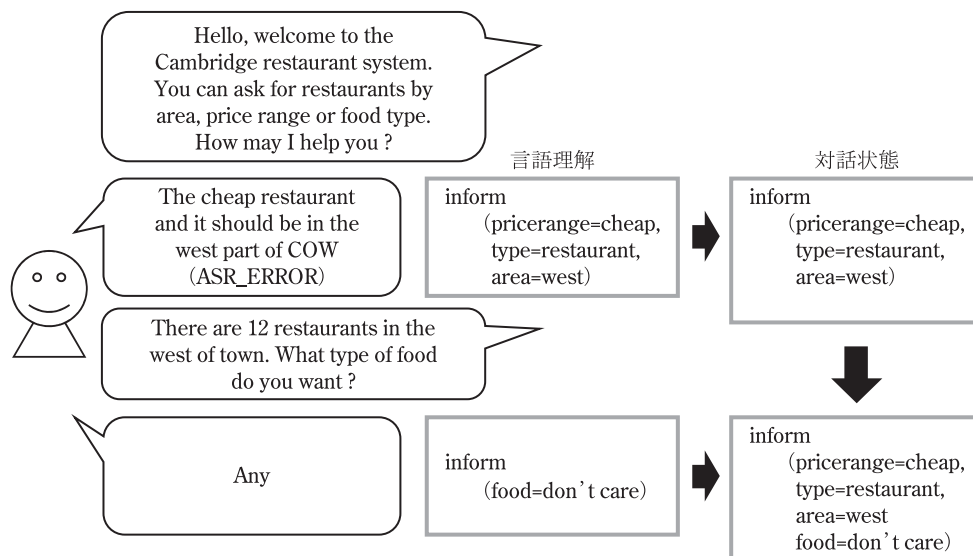 Hello, welcome to the
Cambridge restaurant system.
You can ask for restaurants by
area, price range or food type.
How may I help you ?
言語理解
対話状態
The cheap restaurant
and it should be in the
west part of COW
(ASR_ERROR)
inform
(pricerange=cheap,
type=restaurant,
area=west)
inform
(pricerange=cheap,
type=restaurant,
area=west)
There are 12 restaurants in the
west of town. What type of food
do you want ?
Any
inform
(food=don't care)
inform
(pricerange=cheap,
type=restaurant,
area=west
food=don't care)